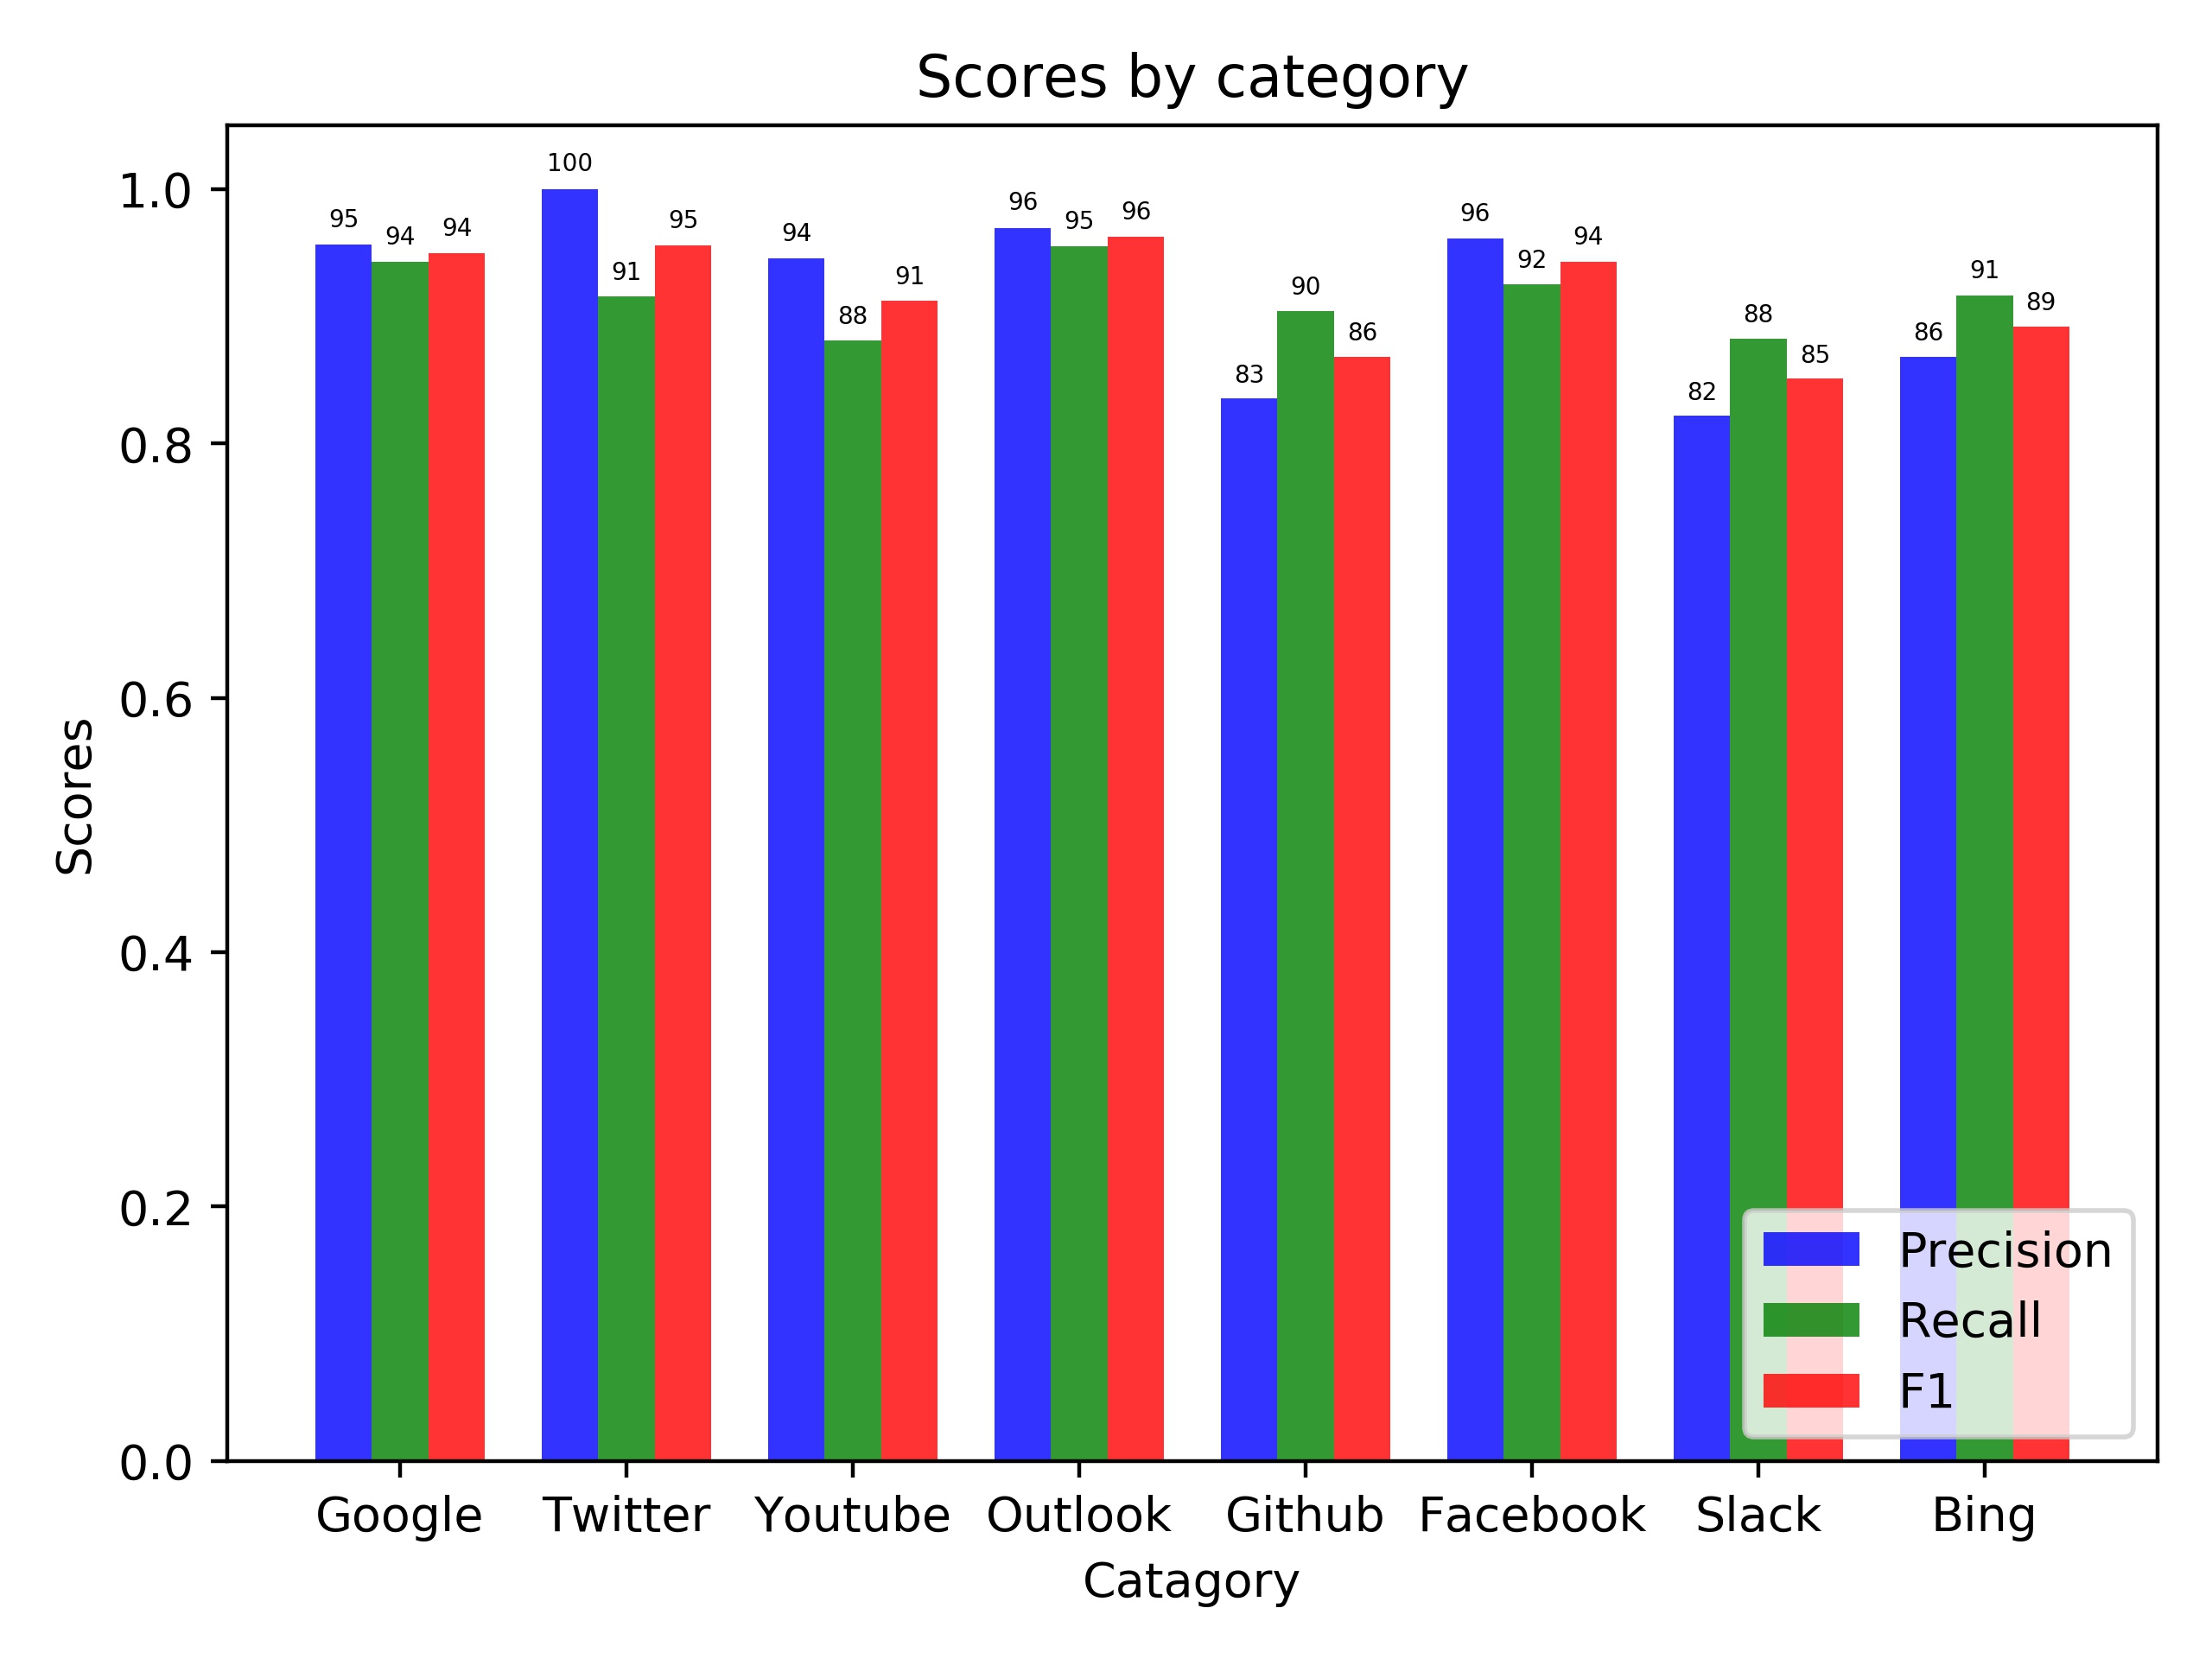 Scores by category
Scores
1.0
0.8
0.6
0.4
0.2
0.0
95 94 94
100 91 95
94 88 91
96 95 96
83 90 86
96 92 94
82 88 85
86 91 89
Precision
Recall
F1
Google Twitter Youtube Outlook Github Facebook Slack Bing
Catagory